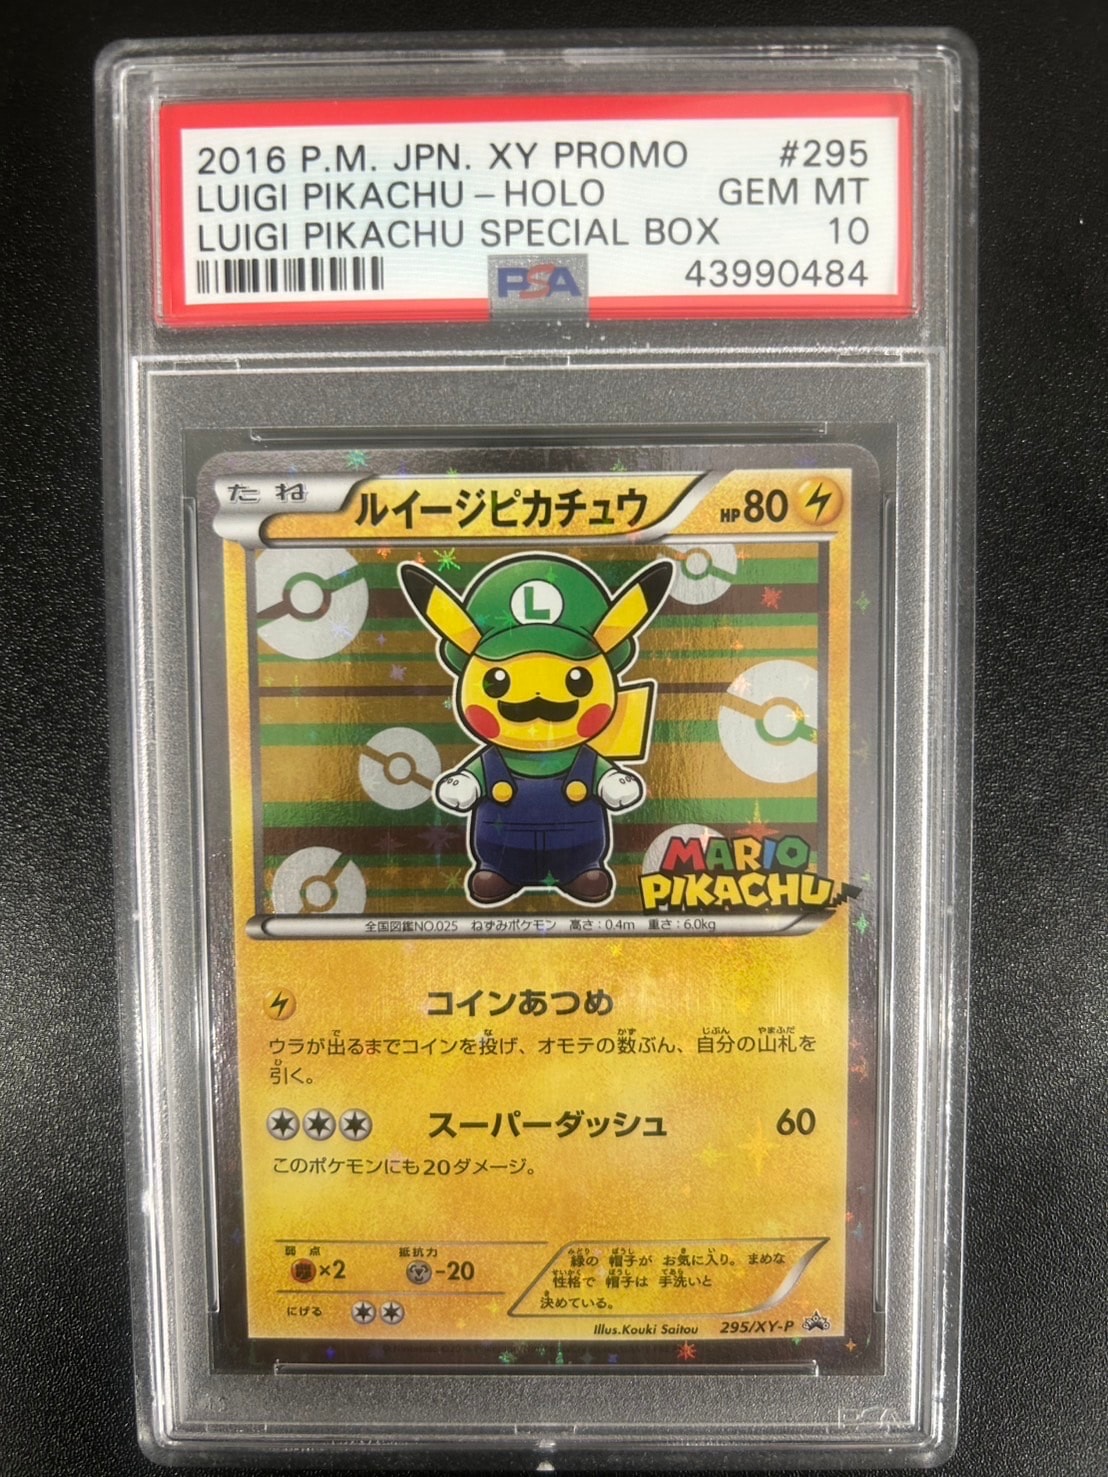 2016 P.M. JPN. XY PROMO #295
LUIGI PIKACHU-HOLO GEM MT
LUIGI PIKACHU SPECIAL BOX 10
PSA 43990484
たね ルイージピカチュウ HP80
L
MARIO
PIKACHU
全国図鑑NO.025 ねずみポケモン 高さ:0.4m 重さ:6.0kg
コインあつめ
ウラが出るまでコインを投げ、オモテの数ぶん、自分の山札を
引く。
スーパーダッシュ 60
このポケモンにも20ダメージ。
弱点 抵抗力
×2 -20
にげる
緑の帽子がお気に入り。まめな
性格で帽子は手洗いと
決めている。
Illus.Kouki Saitou 295/XY-P